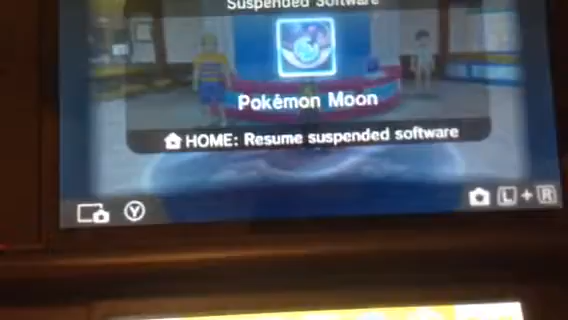 Suspended Software
Pokémon Moon
HOME: Resume suspended software
Y
L + R